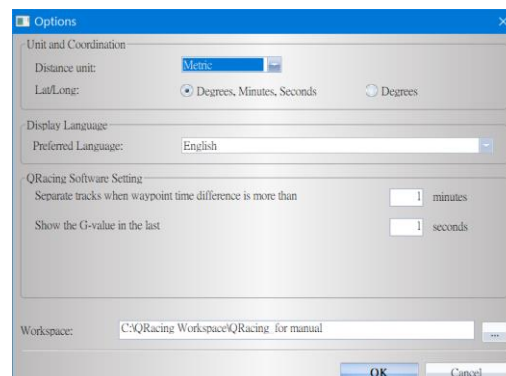 Options
Unit and Coordination
Distance unit: Metric
Lat/Long: Degrees, Minutes, Seconds Degrees
Display Language
Preferred Language: English
QRacing Software Setting
Separate tracks when waypoint time difference is more than 1 minutes
Show the G-value in the last 1 seconds
Workspace: C:\QRacing Workspace\QRacing for manual ...
OK Cancel